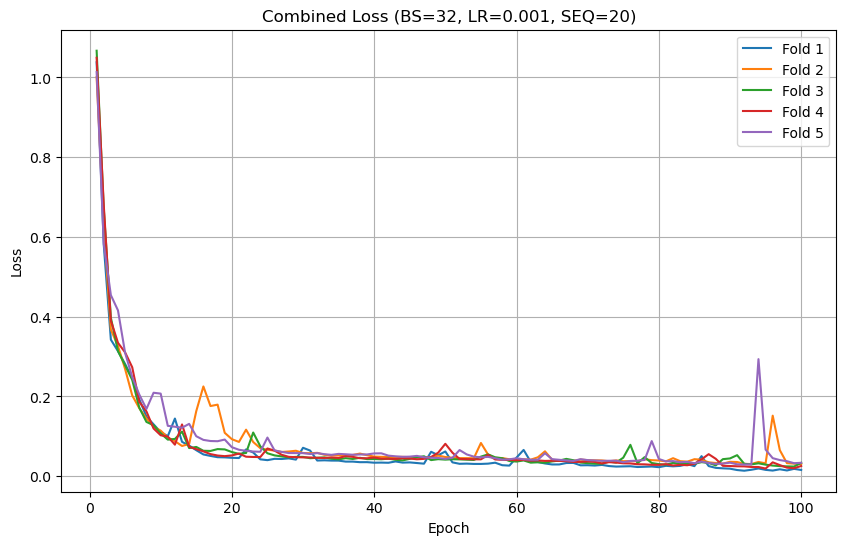 Combined Loss (BS=32, LR=0.001, SEQ=20)
Fold 1
Fold 2
Fold 3
Fold 4
Fold 5
Loss
1.0
0.8
0.6
0.4
0.2
0.0
0 20 40 60 80 100
Epoch